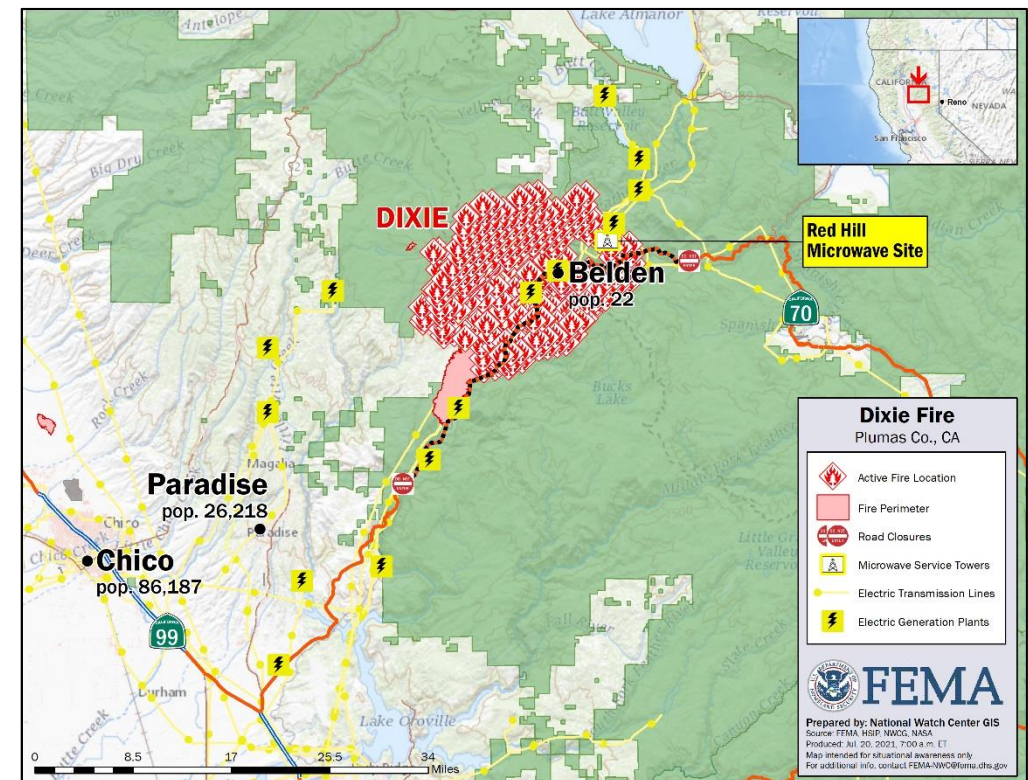 Antelope
Lake Almanor
Reservoir
Butt Valley
Reservoir
Big Dry Creek
Butte Creek
Deer Creek
Rock Creek
CALIFORNIA
Reno
NEVADA
San Francisco
DIXIE
Red Hill
Microwave Site
Belden
pop. 22
CALIFORNIA
70
Spanish
Bucks
Lake
Magalia
Paradise
pop. 26,218
Paradise
Chico
Chico
pop. 86,187
CALIFORNIA
99
Durham
Lake Oroville
Dixie Fire
Plumas Co., CA
Active Fire Location
Fire Perimeter
Road Closures
Microwave Service Towers
Electric Transmission Lines
Electric Generation Plants
FEMA
Prepared by: National Watch Center GIS
Source: FEMA, HSIP, NWCG, NASA
Produced: Jul. 20, 2021, 7:00 a.m. ET
Map intended for situational awareness only
For additional info, contact FEMA-NWC@fema.dhs.gov
0 8.5 17 25.5 34
Miles